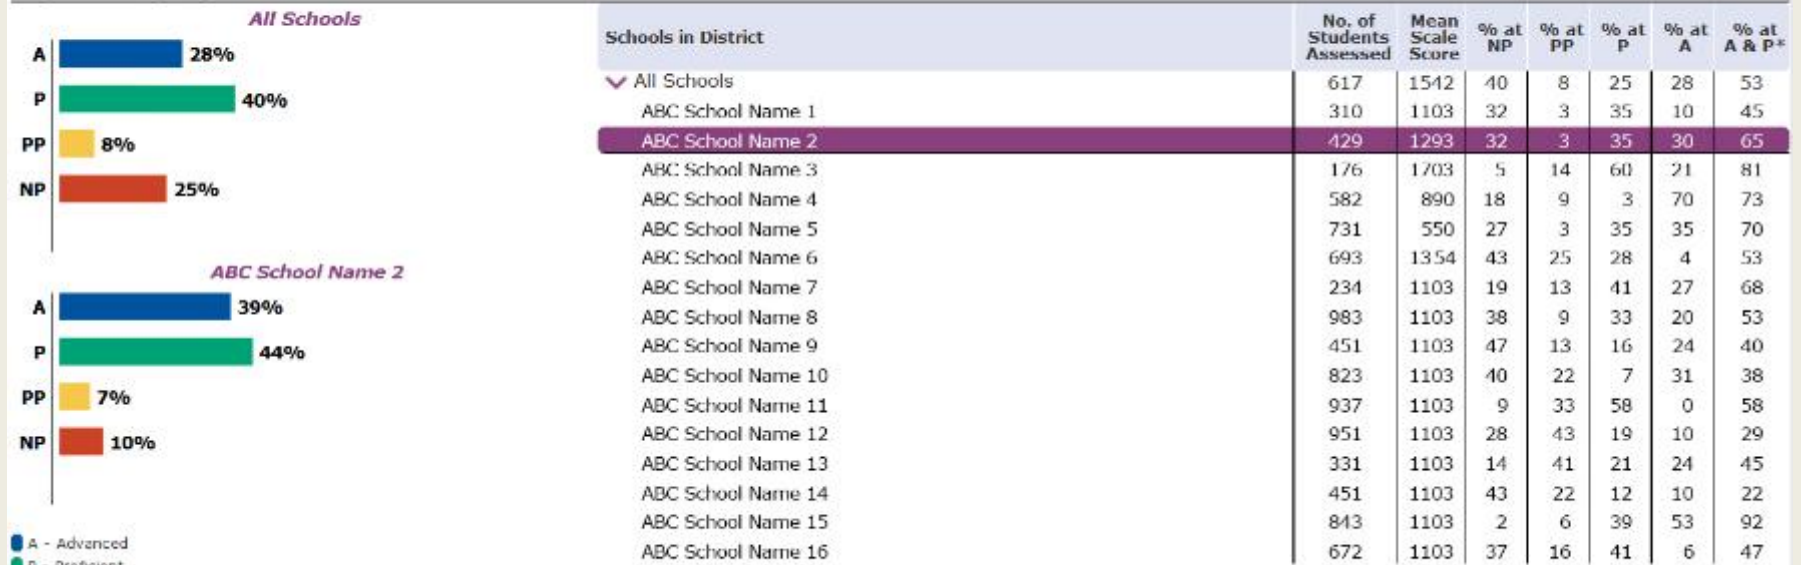 All Schools
A 28%
P 40%
PP 8%
NP 25%
ABC School Name 2
A 39%
P 44%
PP 7%
NP 10%
A - Advanced
P - Proficient
Schools in District No. of Students Assessed Mean Scale Score % at NP % at PP % at P % at A % at A & P*
All Schools 617 1542 40 8 25 28 53
ABC School Name 1 310 1103 32 3 35 10 45
ABC School Name 2 429 1293 32 3 35 30 65
ABC School Name 3 176 1703 5 14 60 21 81
ABC School Name 4 582 890 18 9 3 70 73
ABC School Name 5 731 550 27 3 35 35 70
ABC School Name 6 693 1354 43 25 28 4 53
ABC School Name 7 234 1103 19 13 41 27 68
ABC School Name 8 983 1103 38 9 33 20 53
ABC School Name 9 451 1103 47 13 16 24 40
ABC School Name 10 823 1103 40 22 7 31 38
ABC School Name 11 937 1103 9 33 58 0 58
ABC School Name 12 951 1103 28 43 19 10 29
ABC School Name 13 331 1103 14 41 21 24 45
ABC School Name 14 451 1103 43 22 12 10 22
ABC School Name 15 843 1103 2 6 39 53 92
ABC School Name 16 672 1103 37 16 41 6 47